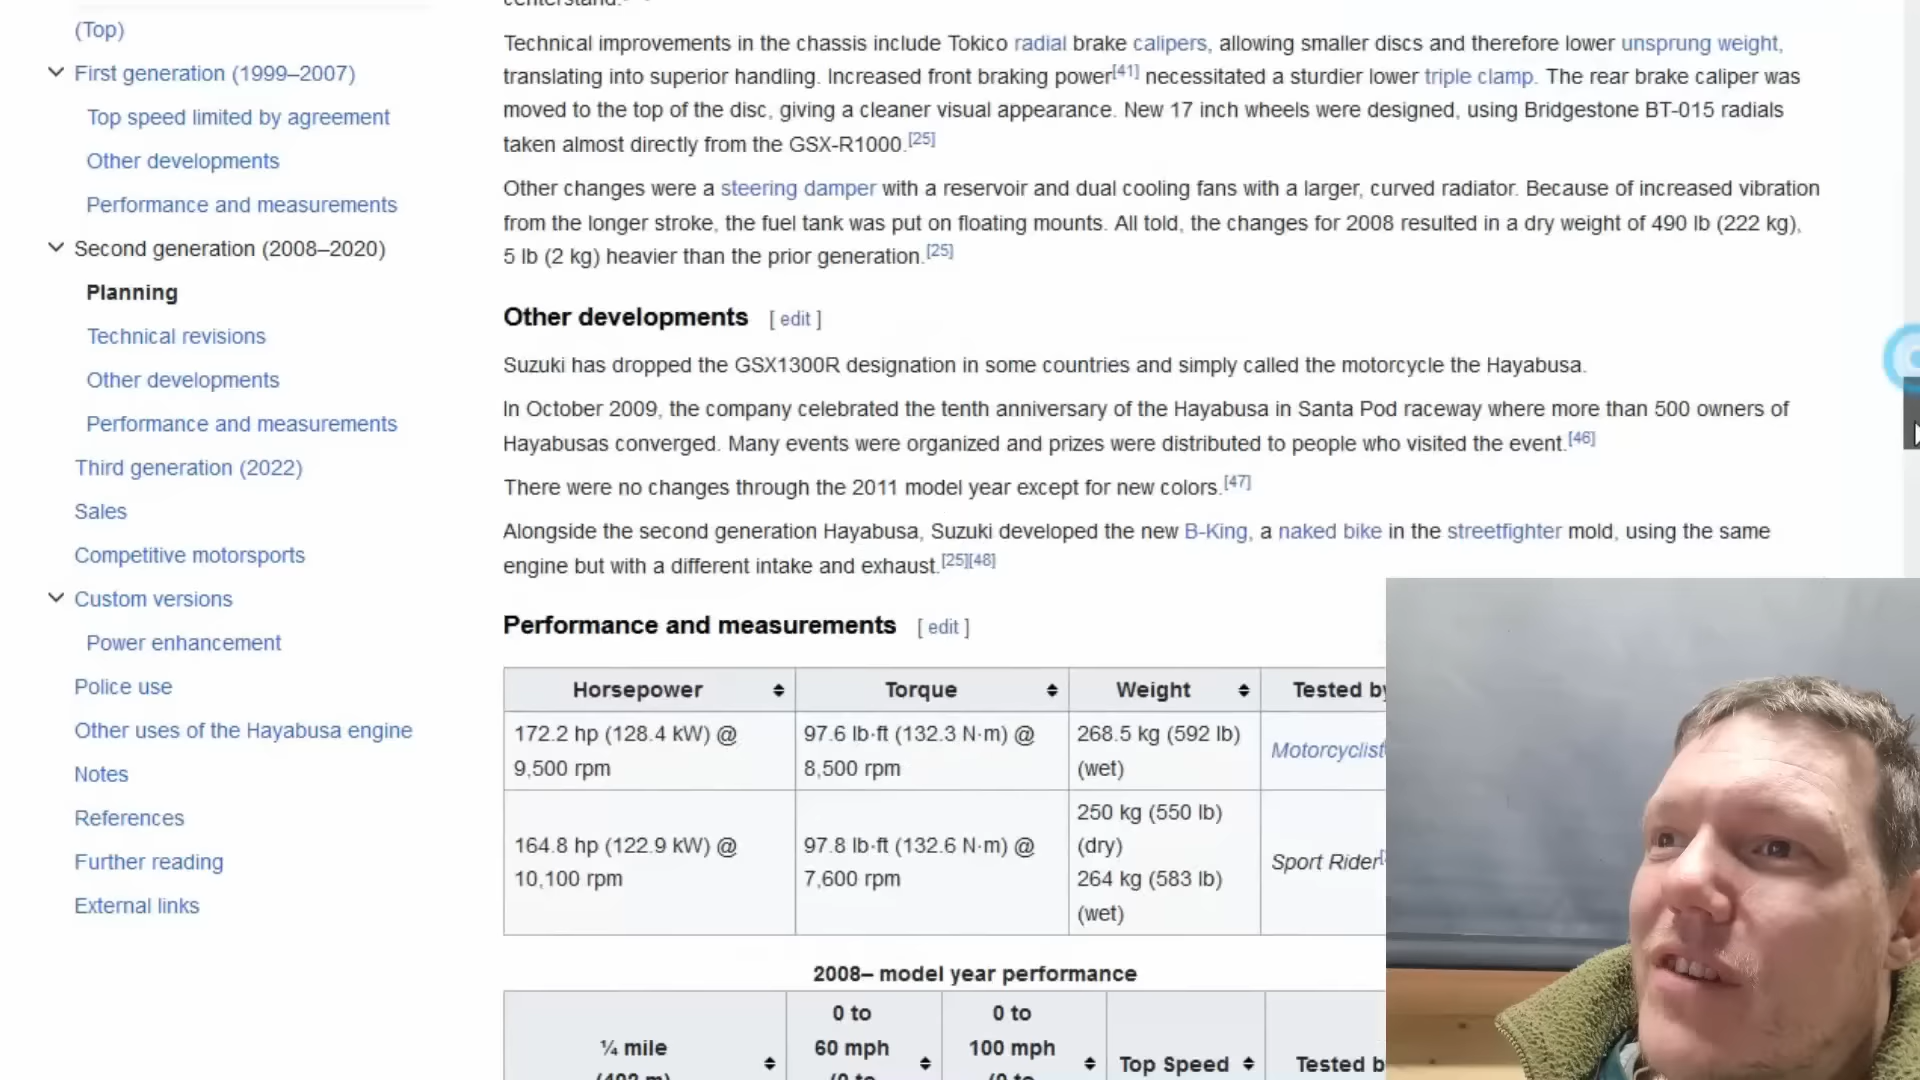 centerstand.
(Top)
First generation (1999–2007)
Top speed limited by agreement
Other developments
Performance and measurements
Second generation (2008–2020)
Planning
Technical revisions
Other developments
Performance and measurements
Third generation (2022)
Sales
Competitive motorsports
Custom versions
Power enhancement
Police use
Other uses of the Hayabusa engine
Notes
References
Further reading
External links
Technical improvements in the chassis include Tokico radial brake calipers, allowing smaller discs and therefore lower unsprung weight,
translating into superior handling. Increased front braking power[41] necessitated a sturdier lower triple clamp. The rear brake caliper was
moved to the top of the disc, giving a cleaner visual appearance. New 17 inch wheels were designed, using Bridgestone BT-015 radials
taken almost directly from the GSX-R1000.[25]
Other changes were a steering damper with a reservoir and dual cooling fans with a larger, curved radiator. Because of increased vibration
from the longer stroke, the fuel tank was put on floating mounts. All told, the changes for 2008 resulted in a dry weight of 490 lb (222 kg),
5 lb (2 kg) heavier than the prior generation.[25]
Other developments [ edit ]
Suzuki has dropped the GSX1300R designation in some countries and simply called the motorcycle the Hayabusa.
In October 2009, the company celebrated the tenth anniversary of the Hayabusa in Santa Pod raceway where more than 500 owners of
Hayabusas converged. Many events were organized and prizes were distributed to people who visited the event.[46]
There were no changes through the 2011 model year except for new colors.[47]
Alongside the second generation Hayabusa, Suzuki developed the new B-King, a naked bike in the streetfighter mold, using the same
engine but with a different intake and exhaust.[25][48]
Performance and measurements [ edit ]
Horsepower Torque Weight Tested by
172.2 hp (128.4 kW) @ 97.6 lb·ft (132.3 N·m) @ 268.5 kg (592 lb) Motorcyclist
9,500 rpm 8,500 rpm (wet)
250 kg (550 lb)
164.8 hp (122.9 kW) @ 97.8 lb·ft (132.6 N·m) @ (dry) Sport Rider
10,100 rpm 7,600 rpm 264 kg (583 lb)
(wet)
2008– model year performance
0 to 0 to
¼ mile 60 mph 100 mph Top Speed Tested b
(402 m) (0 to (0 to